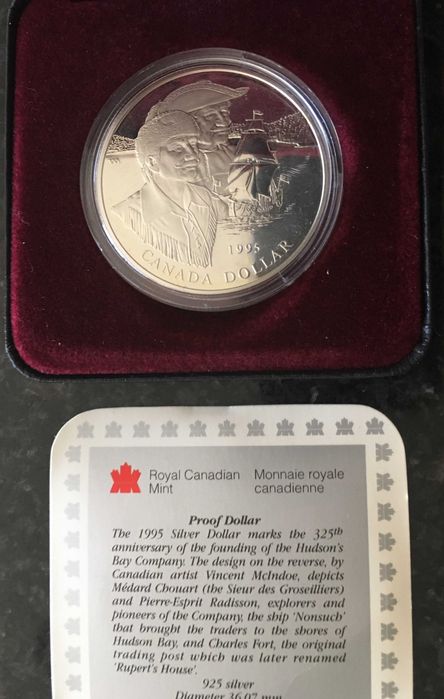 1995
CANADA DOLLAR
Royal Canadian Mint
Monnaie royale canadienne
Proof Dollar
The 1995 Silver Dollar marks the 325th
anniversary of the founding of the Hudson's
Bay Company. The design on the reverse, by
Canadian artist Vincent McIndoe, depicts
Médard Chouart (the Sieur des Groseilliers)
and Pierre-Esprit Radisson, explorers and
pioneers of the Company, the ship 'Nonsuch'
that brought the traders to the shores of
Hudson Bay, and Charles Fort, the original
trading post which was later renamed
'Rupert's House'.
925 silver
Diameter 36.07 mm